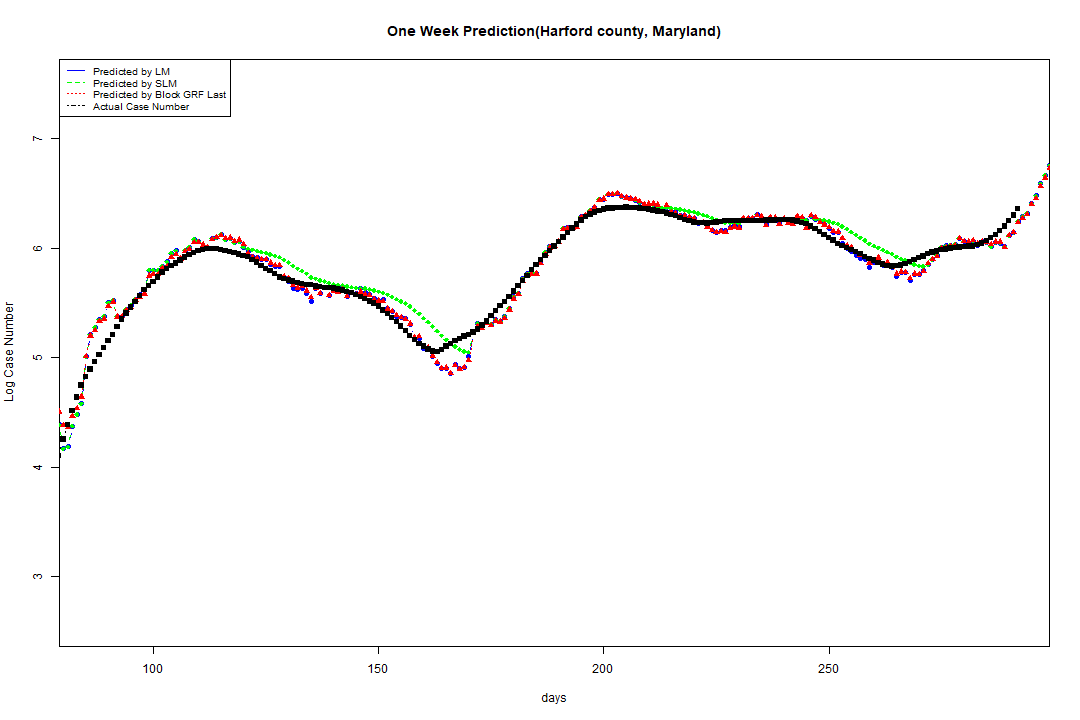 One Week Prediction(Harford county, Maryland)
Predicted by LM
Predicted by SLM
Predicted by Block GRF Last
Actual Case Number
7
6
5
4
3
Log Case Number
100 150 200 250
days